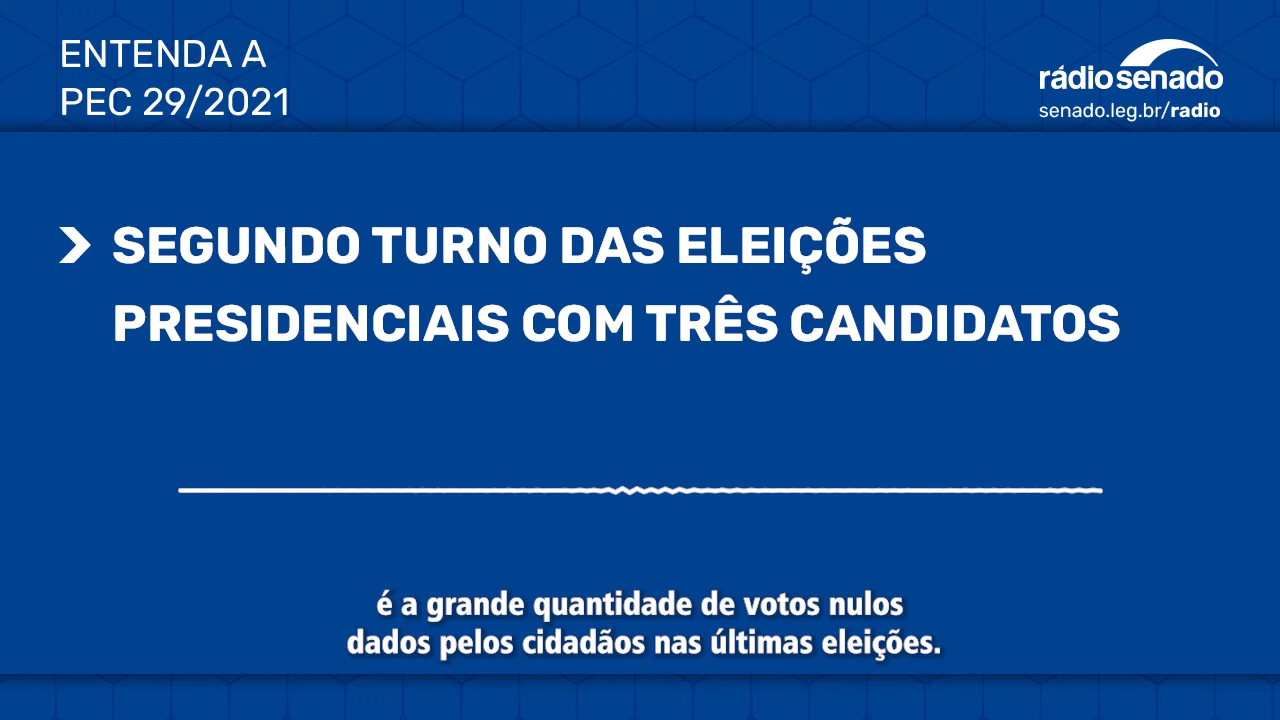 ENTENDA A
PEC 29/2021
rádio senado
senado.leg.br/radio
SEGUNDO TURNO DAS ELEIÇÕES
PRESIDENCIAIS COM TRÊS CANDIDATOS
é a grande quantidade de votos nulos
dados pelos cidadãos nas últimas eleições.